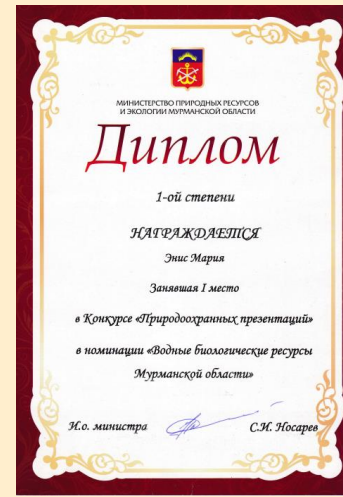 МИНИСТЕРСТВО ПРИРОДНЫХ РЕСУРСОВ
И ЭКОЛОГИИ МУРМАНСКОЙ ОБЛАСТИ
Диплом
1-ой степени
НАГРАЖДАЕТСЯ
Энис Мария
Занявшая I место
в Конкурсе «Природоохранных презентаций»
в номинации «Водные биологические ресурсы
Мурманской области»
И.о. министра С.И. Носарев